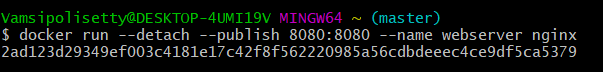 Vamsipolisetty@DESKTOP-4UMI19V MINGW64 ~ (master)
$ docker run --detach --publish 8080:8080 --name webserver nginx
2ad123d29349ef003c4181e17c42f8f562220985a56cdbdeeec4ce9df5ca5379